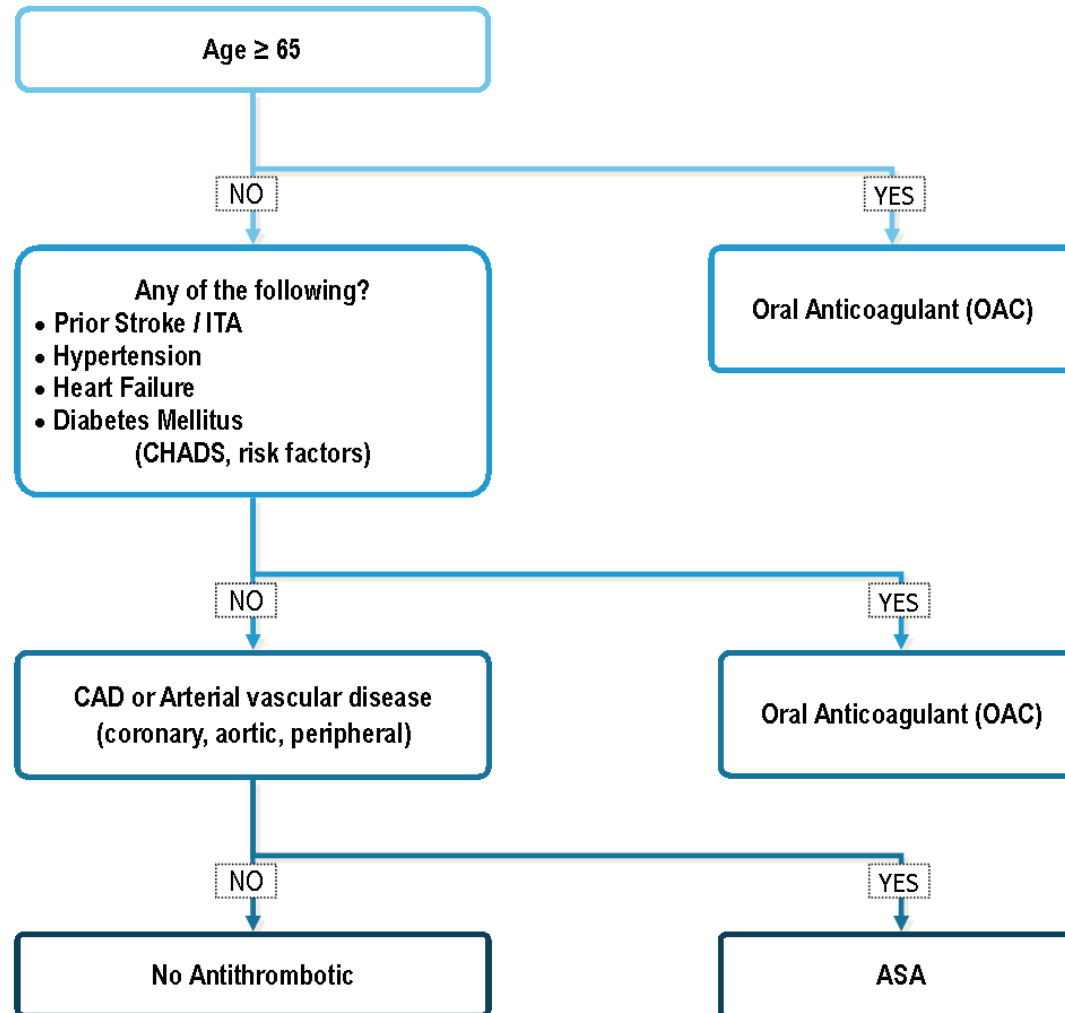 Age ≥ 65
NO
YES
Any of the following?
• Prior Stroke / ITA
• Hypertension
• Heart Failure
• Diabetes Mellitus
(CHADS, risk factors)
Oral Anticoagulant (OAC)
NO
YES
CAD or Arterial vascular disease
(coronary, aortic, peripheral)
Oral Anticoagulant (OAC)
NO
YES
No Antithrombotic
ASA